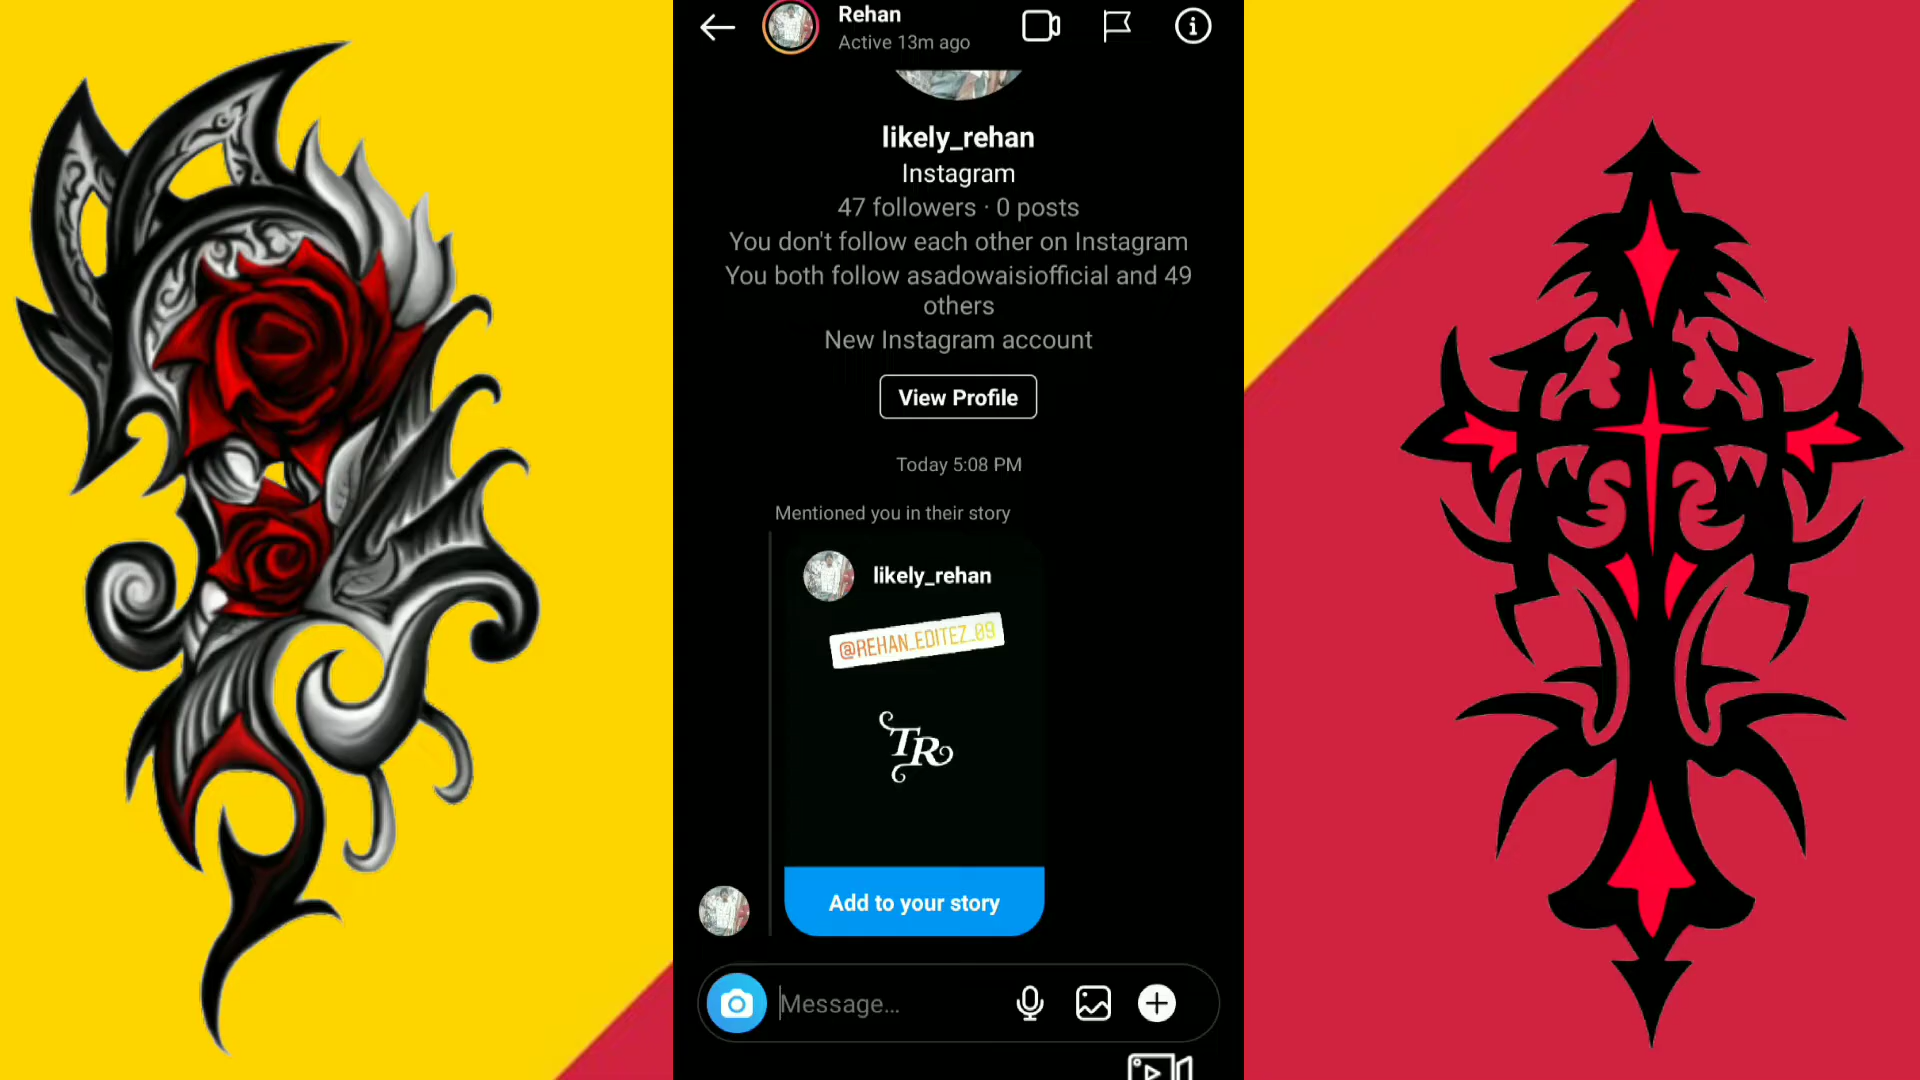 Rehan
Active 13m ago
likely_rehan
Instagram
47 followers · 0 posts
You don't follow each other on Instagram
You both follow asadowaisiofficial and 49
others
New Instagram account
View Profile
Today 5:08 PM
Mentioned you in their story
likely_rehan
@REHAN_EDITEZ_09
TR
Add to your story
Message...